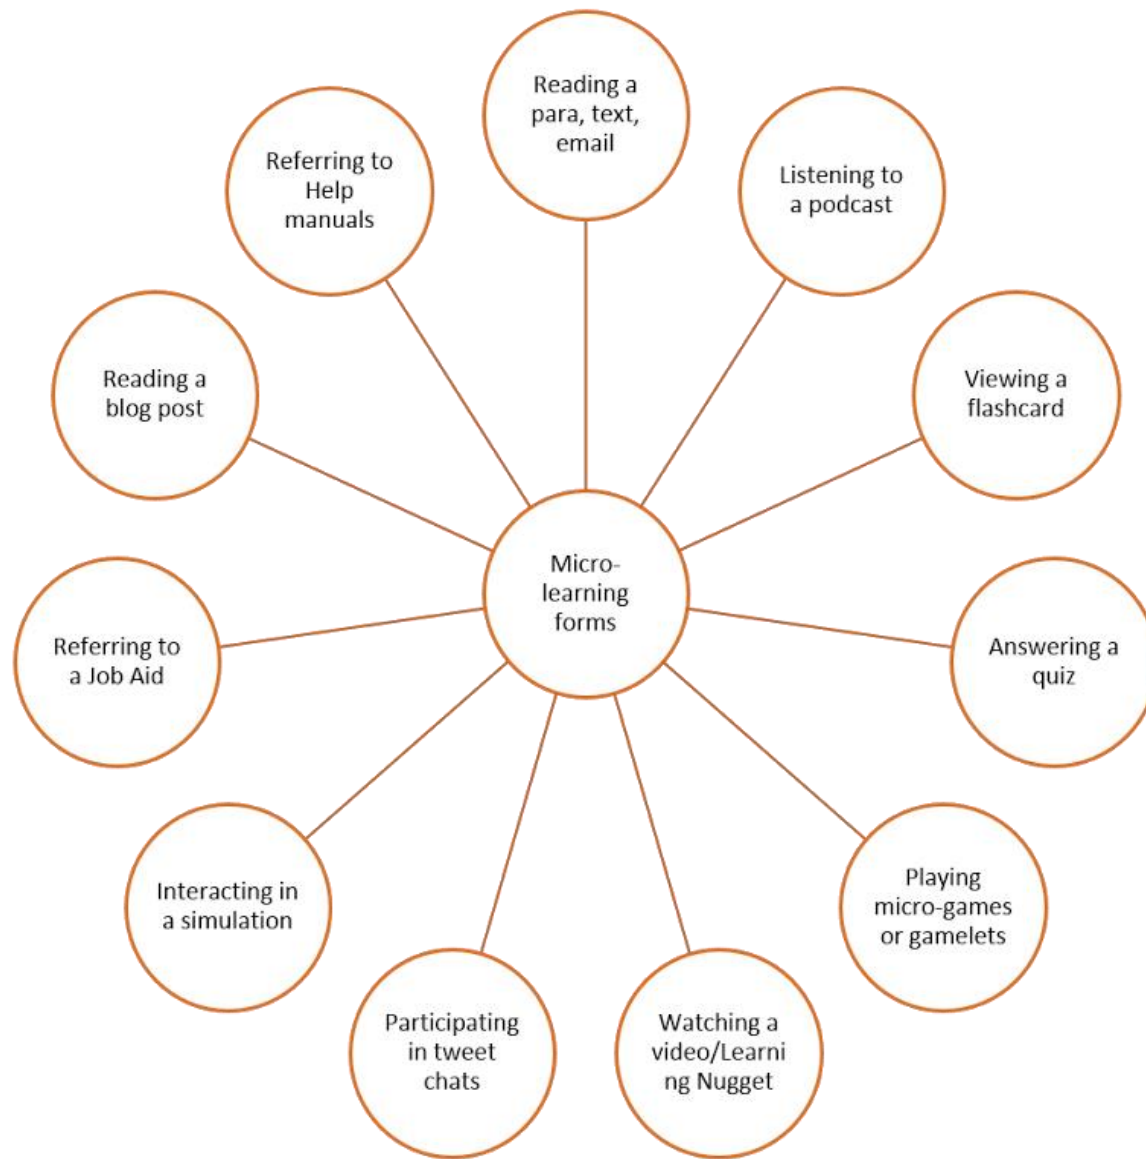 Reading a
para, text,
email
Listening to
a podcast
Viewing a
flashcard
Answering a
quiz
Playing
micro-games
or gamelets
Watching a
video/Learni
ng Nugget
Participating
in tweet
chats
Interacting in
a simulation
Referring to
a Job Aid
Reading a
blog post
Referring to
Help
manuals
Micro-
learning
forms